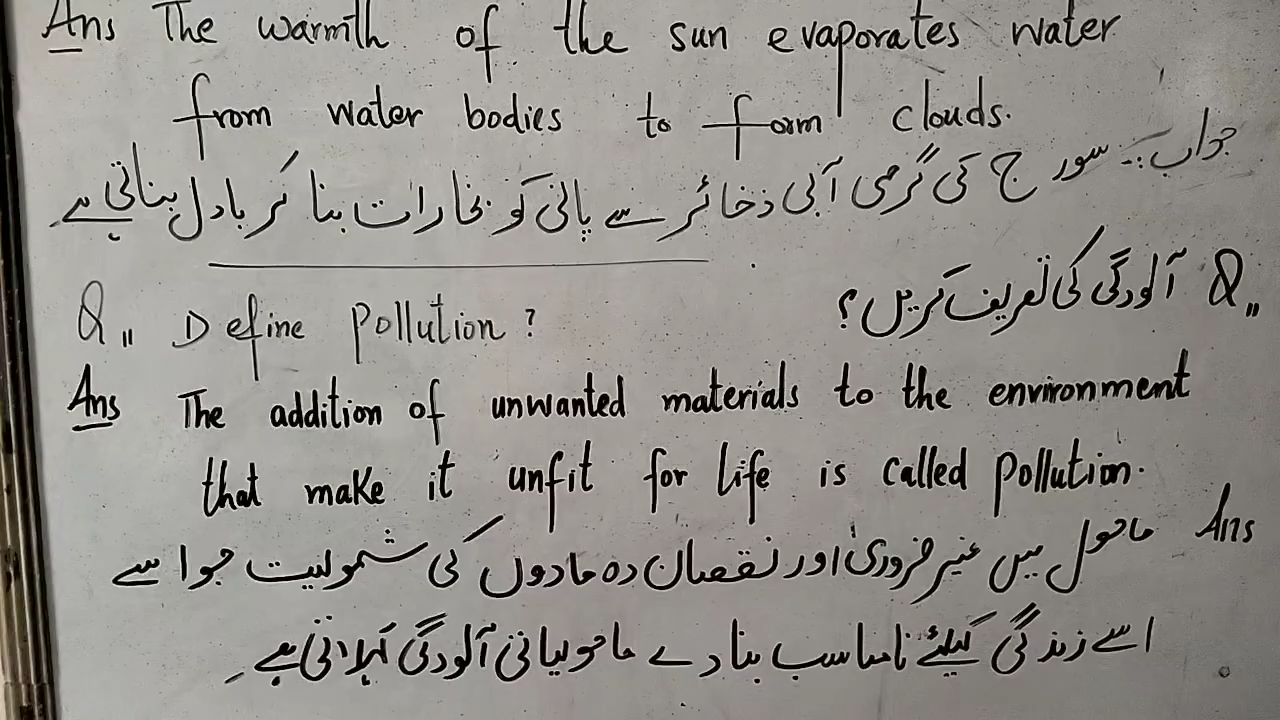 Ans The warmth of the sun evaporates water
from water bodies to form clouds.
جواب:۔ سورج کی گرمی آبی ذخائر سے پانی کو بخارات بنا کر بادل بناتی ہے
Q,, آلودگی کی تعریف کریں؟
Q,, Define pollution?
Ans The addition of unwanted materials to the environment
that make it unfit for life is called pollution.
Ans ماحول میں غیر ضروری اور نقصان دہ مادوں کی شمولیت جو اسے
اسے زندگی کیلئے نامناسب بنا دے ماحولیاتی آلودگی کہلاتی ہے۔